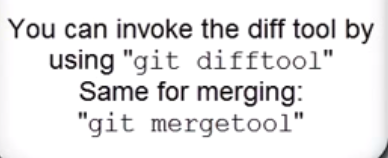 You can invoke the diff tool by
using "git difftool"
Same for merging:
"git mergetool"